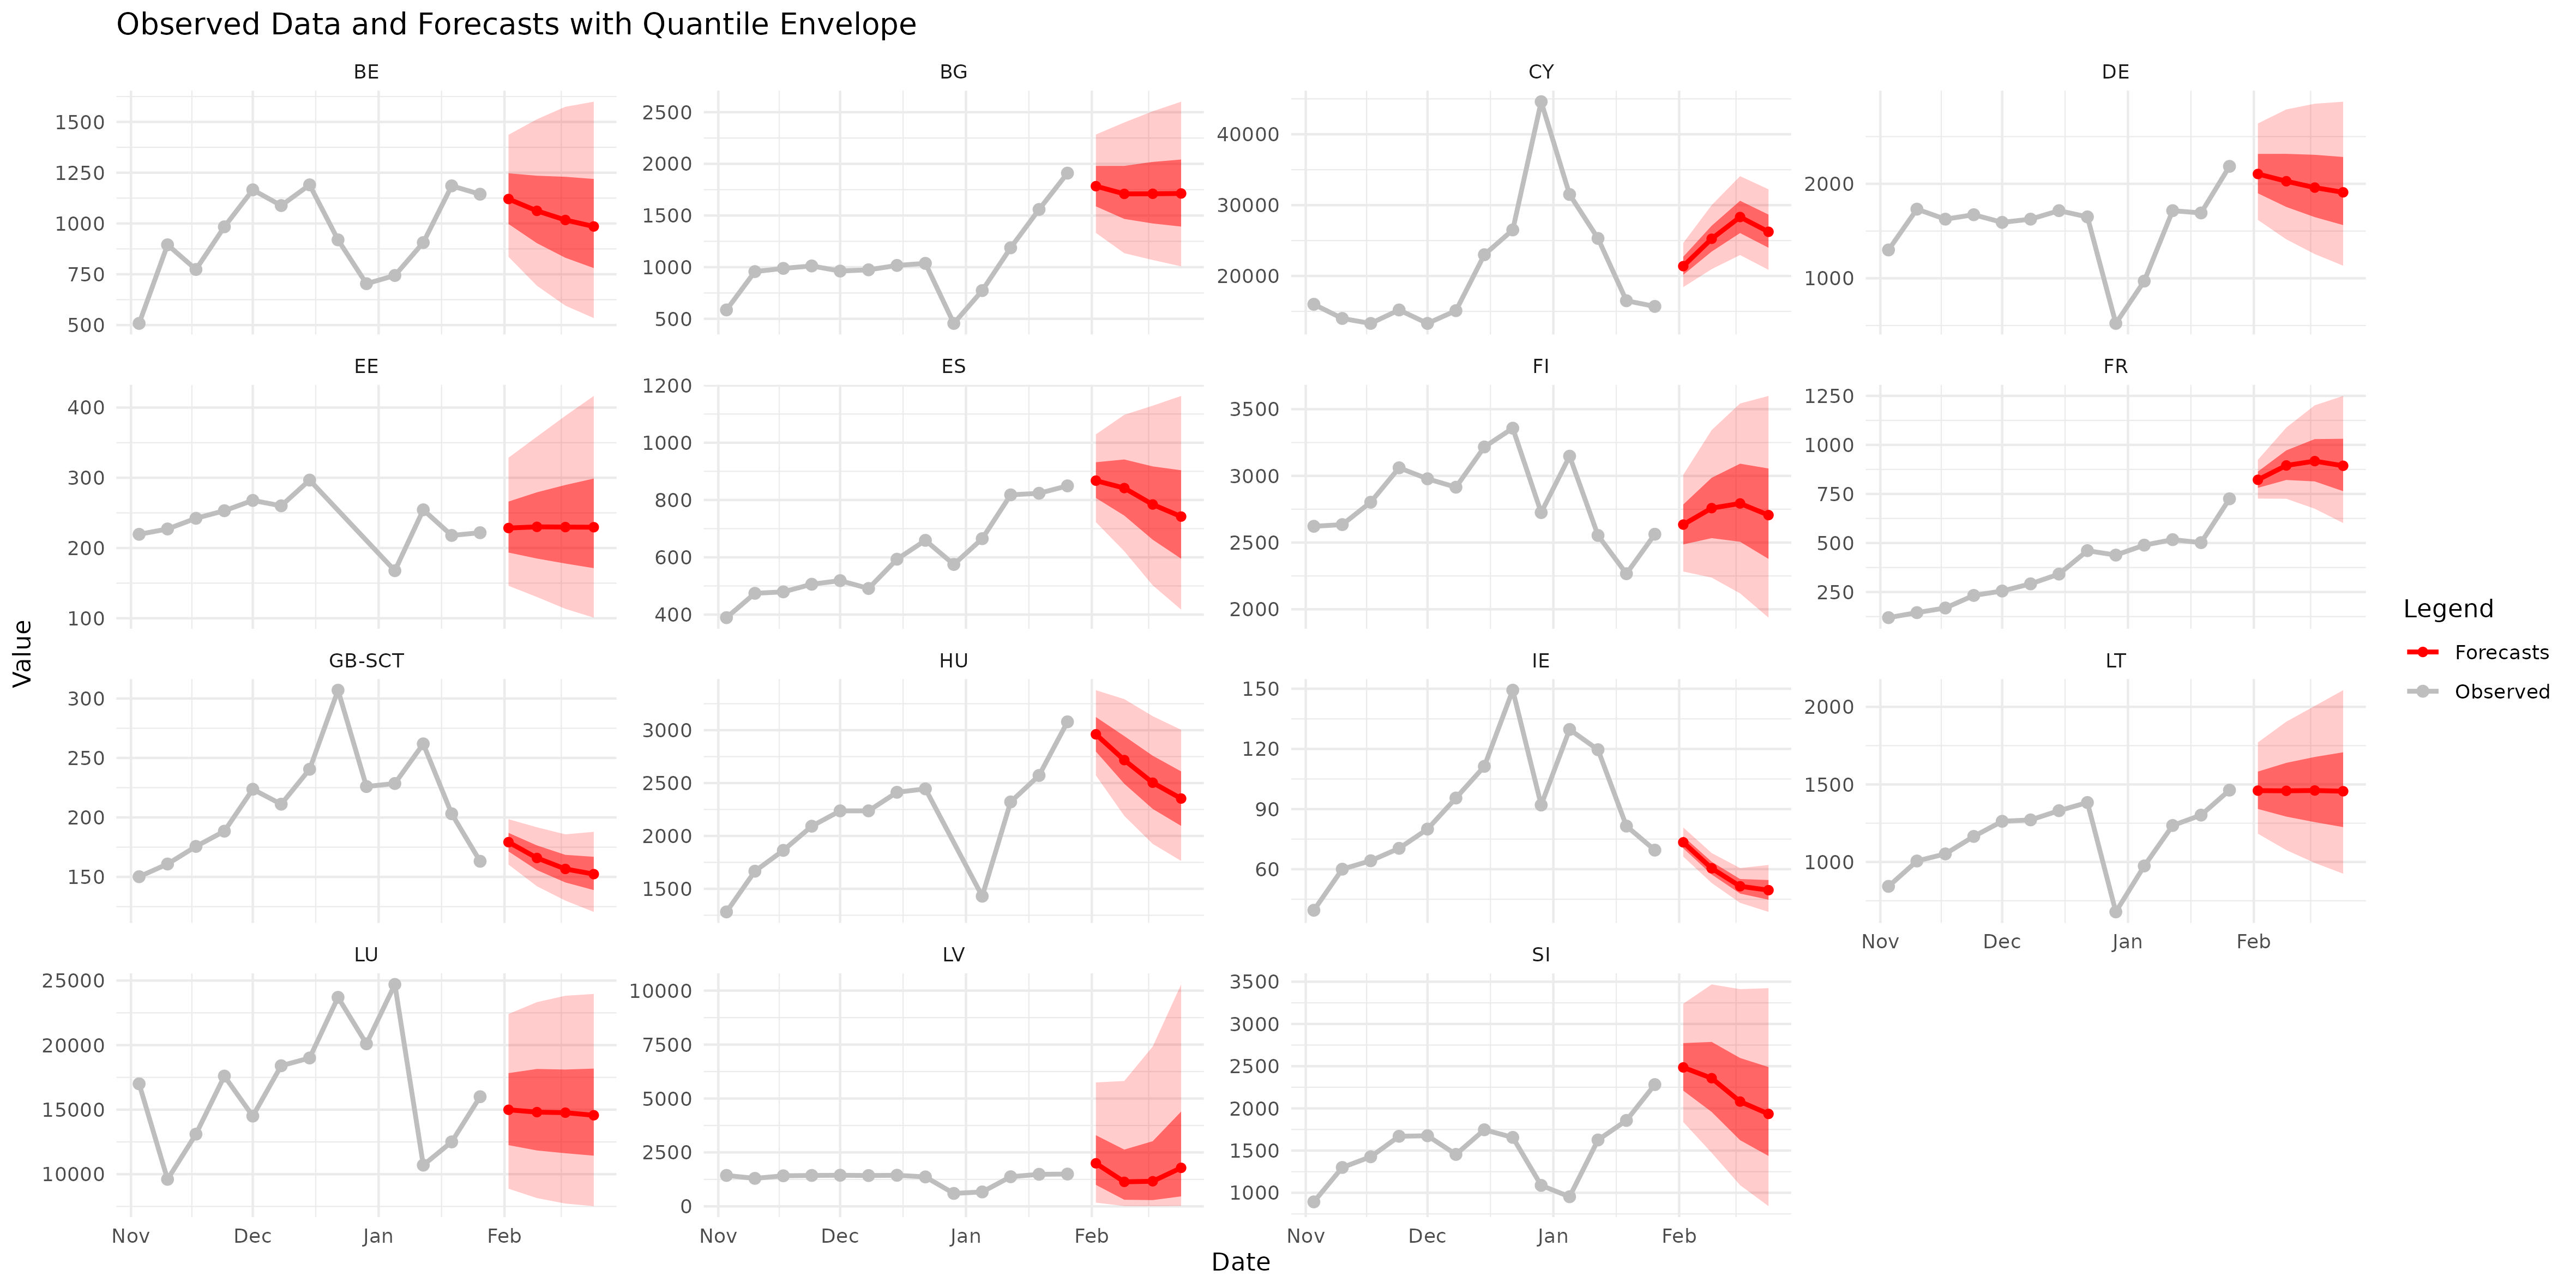 Observed Data and Forecasts with Quantile Envelope
BE
BG
CY
DE
1500
1250
1000
750
500
2500
2000
1500
1000
500
40000
30000
20000
2000
1000
EE
ES
FI
FR
400
300
200
100
1200
1000
800
600
400
3500
3000
2500
2000
1250
1000
750
500
250
GB-SCT
HU
IE
LT
300
250
200
150
3000
2500
2000
1500
150
120
90
60
2000
1500
1000
Nov Dec Jan Feb
LU
LV
SI
25000
20000
15000
10000
10000
7500
5000
2500
0
3500
3000
2500
2000
1500
1000
Nov Dec Jan Feb
Nov Dec Jan Feb
Nov Dec Jan Feb
Value
Date
Legend
Forecasts
Observed